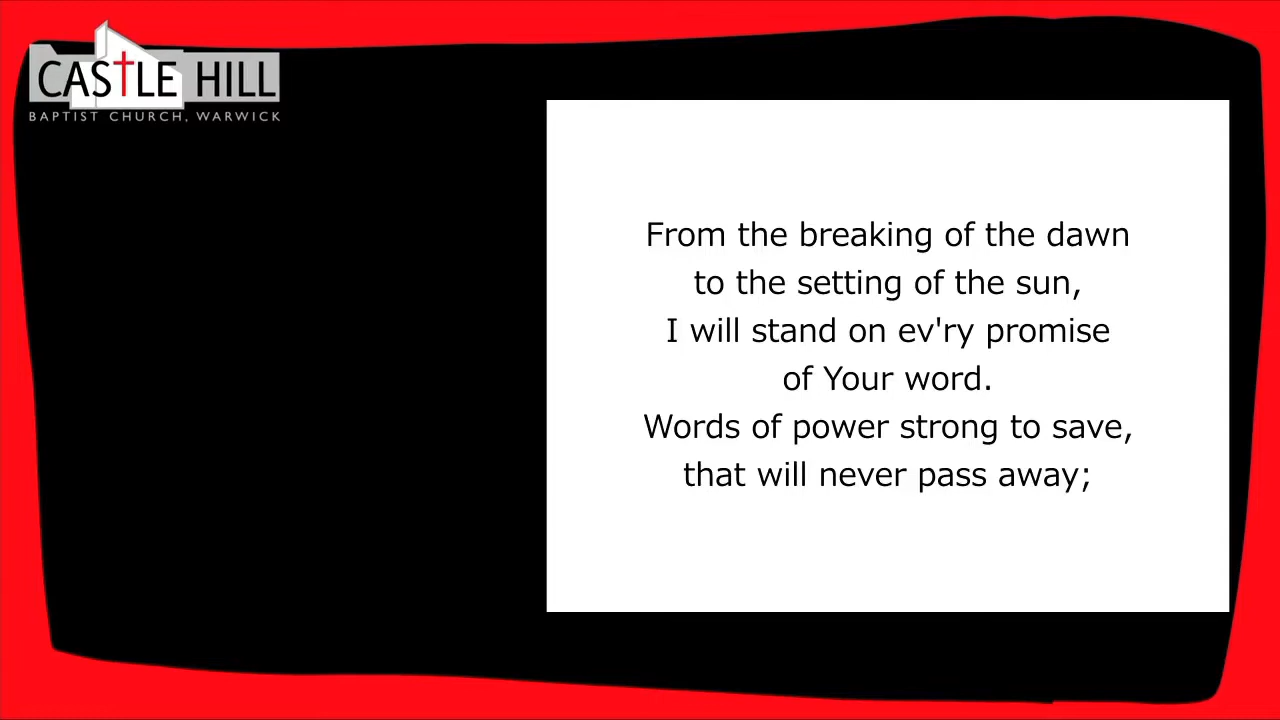 CASTLE HILL
BAPTIST CHURCH, WARWICK
From the breaking of the dawn
to the setting of the sun,
I will stand on ev'ry promise
of Your word.
Words of power strong to save,
that will never pass away;